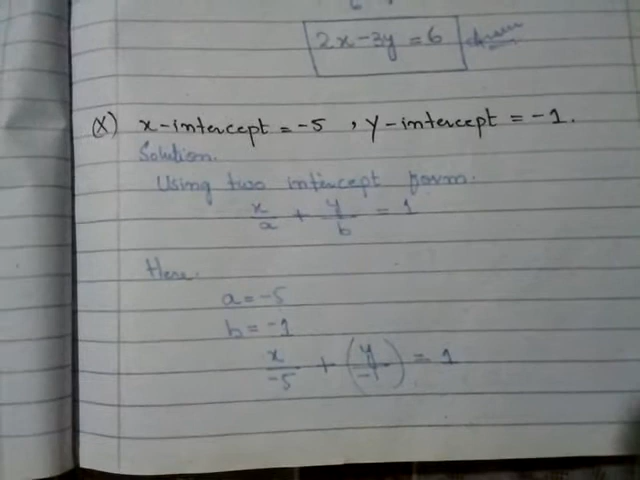 2x-3y=6
(X) x-intercept = -5 , y-intercept = -1.
Solution.
Using two intercept form.
x/a + y/b = 1
Here.
a = -5
b = -1
x/-5 + (y/-1) = 1